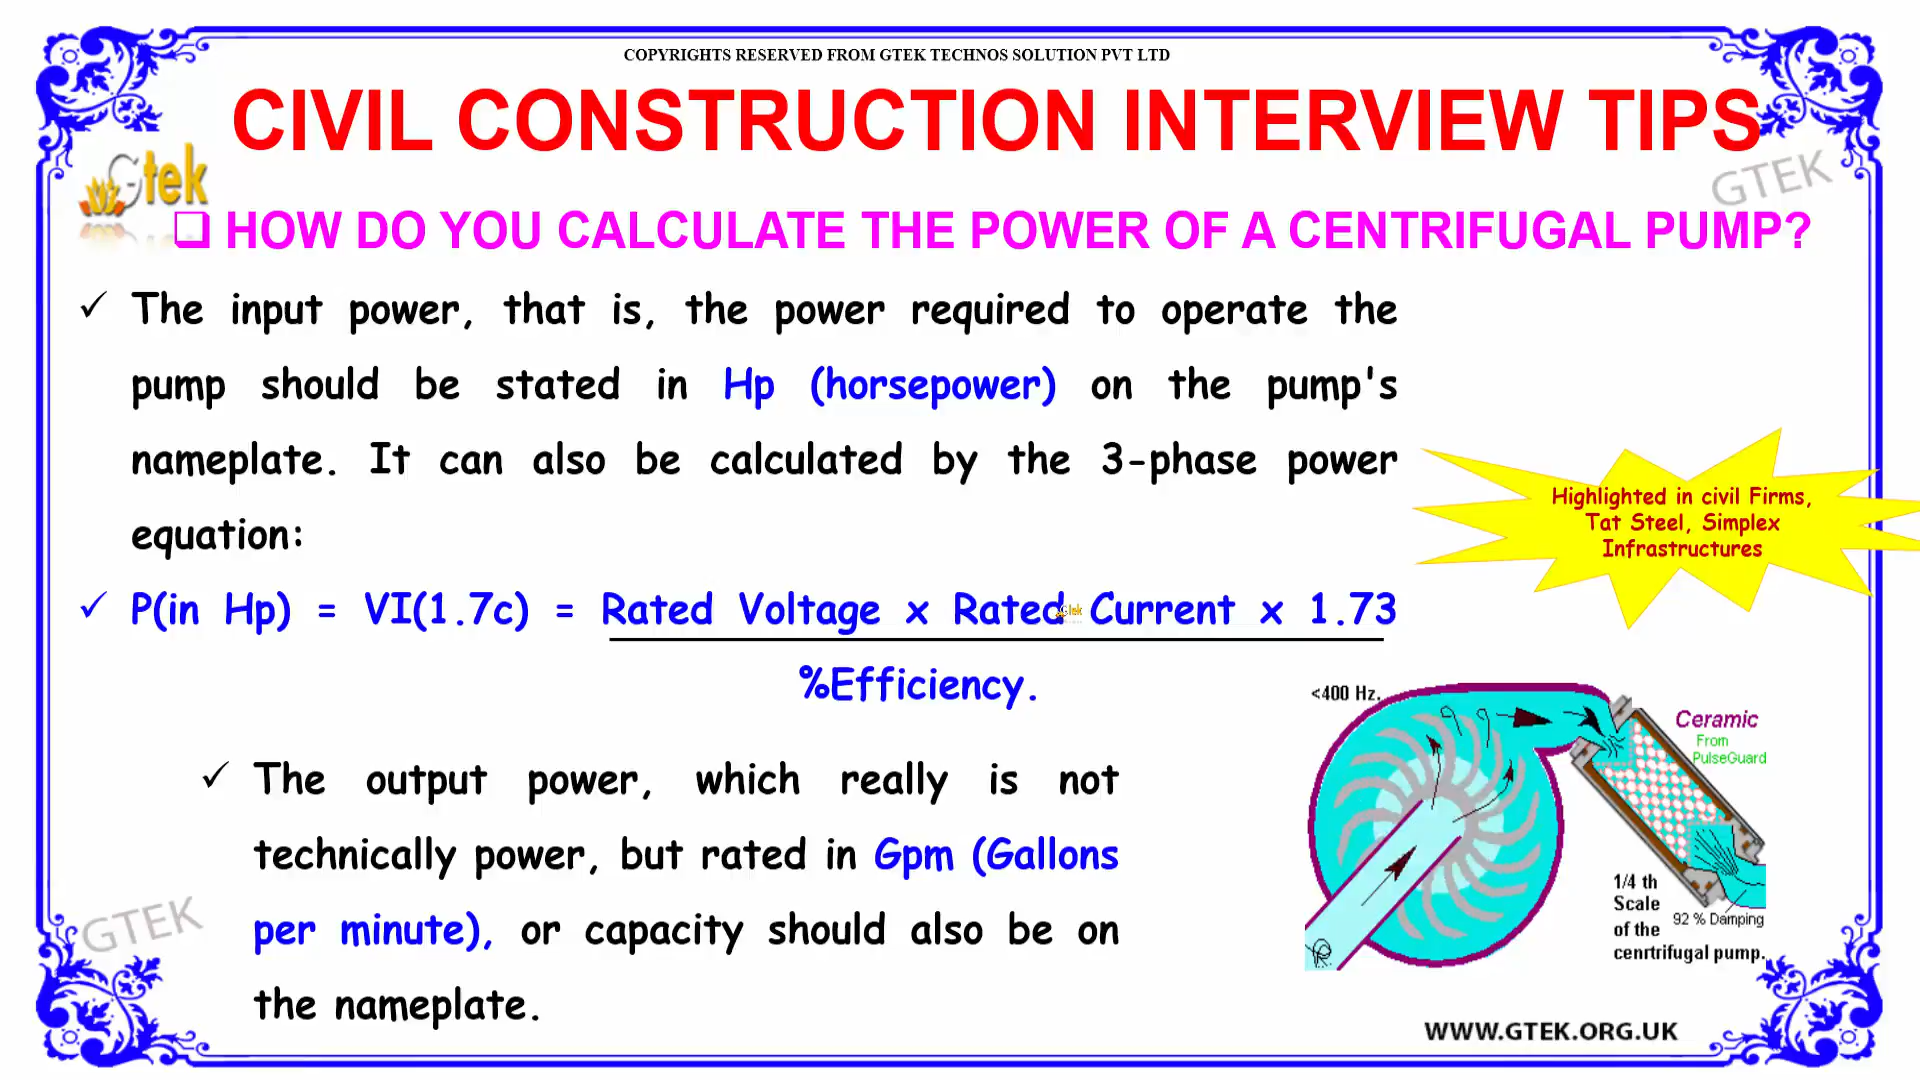 COPYRIGHTS RESERVED FROM GTEK TECHNOS SOLUTION PVT LTD
CIVIL CONSTRUCTION INTERVIEW TIPS
Gtek
GTEK
❑ HOW DO YOU CALCULATE THE POWER OF A CENTRIFUGAL PUMP?
✓ The input power, that is, the power required to operate the
pump should be stated in Hp (horsepower) on the pump's
nameplate. It can also be calculated by the 3-phase power
equation:
Highlighted in civil Firms,
Tat Steel, Simplex
Infrastructures
✓ P(in Hp) = VI(1.7c) = Rated Voltage x Rated Current x 1.73
Gtek
%Efficiency.
✓ The output power, which really is not
technically power, but rated in Gpm (Gallons
per minute), or capacity should also be on
the nameplate.
<400 Hz.
Ceramic
From
PulseGuard
1/4 th
Scale
of the
cenrtrifugal pump.
92 % Damping
GTEK
WWW.GTEK.ORG.UK